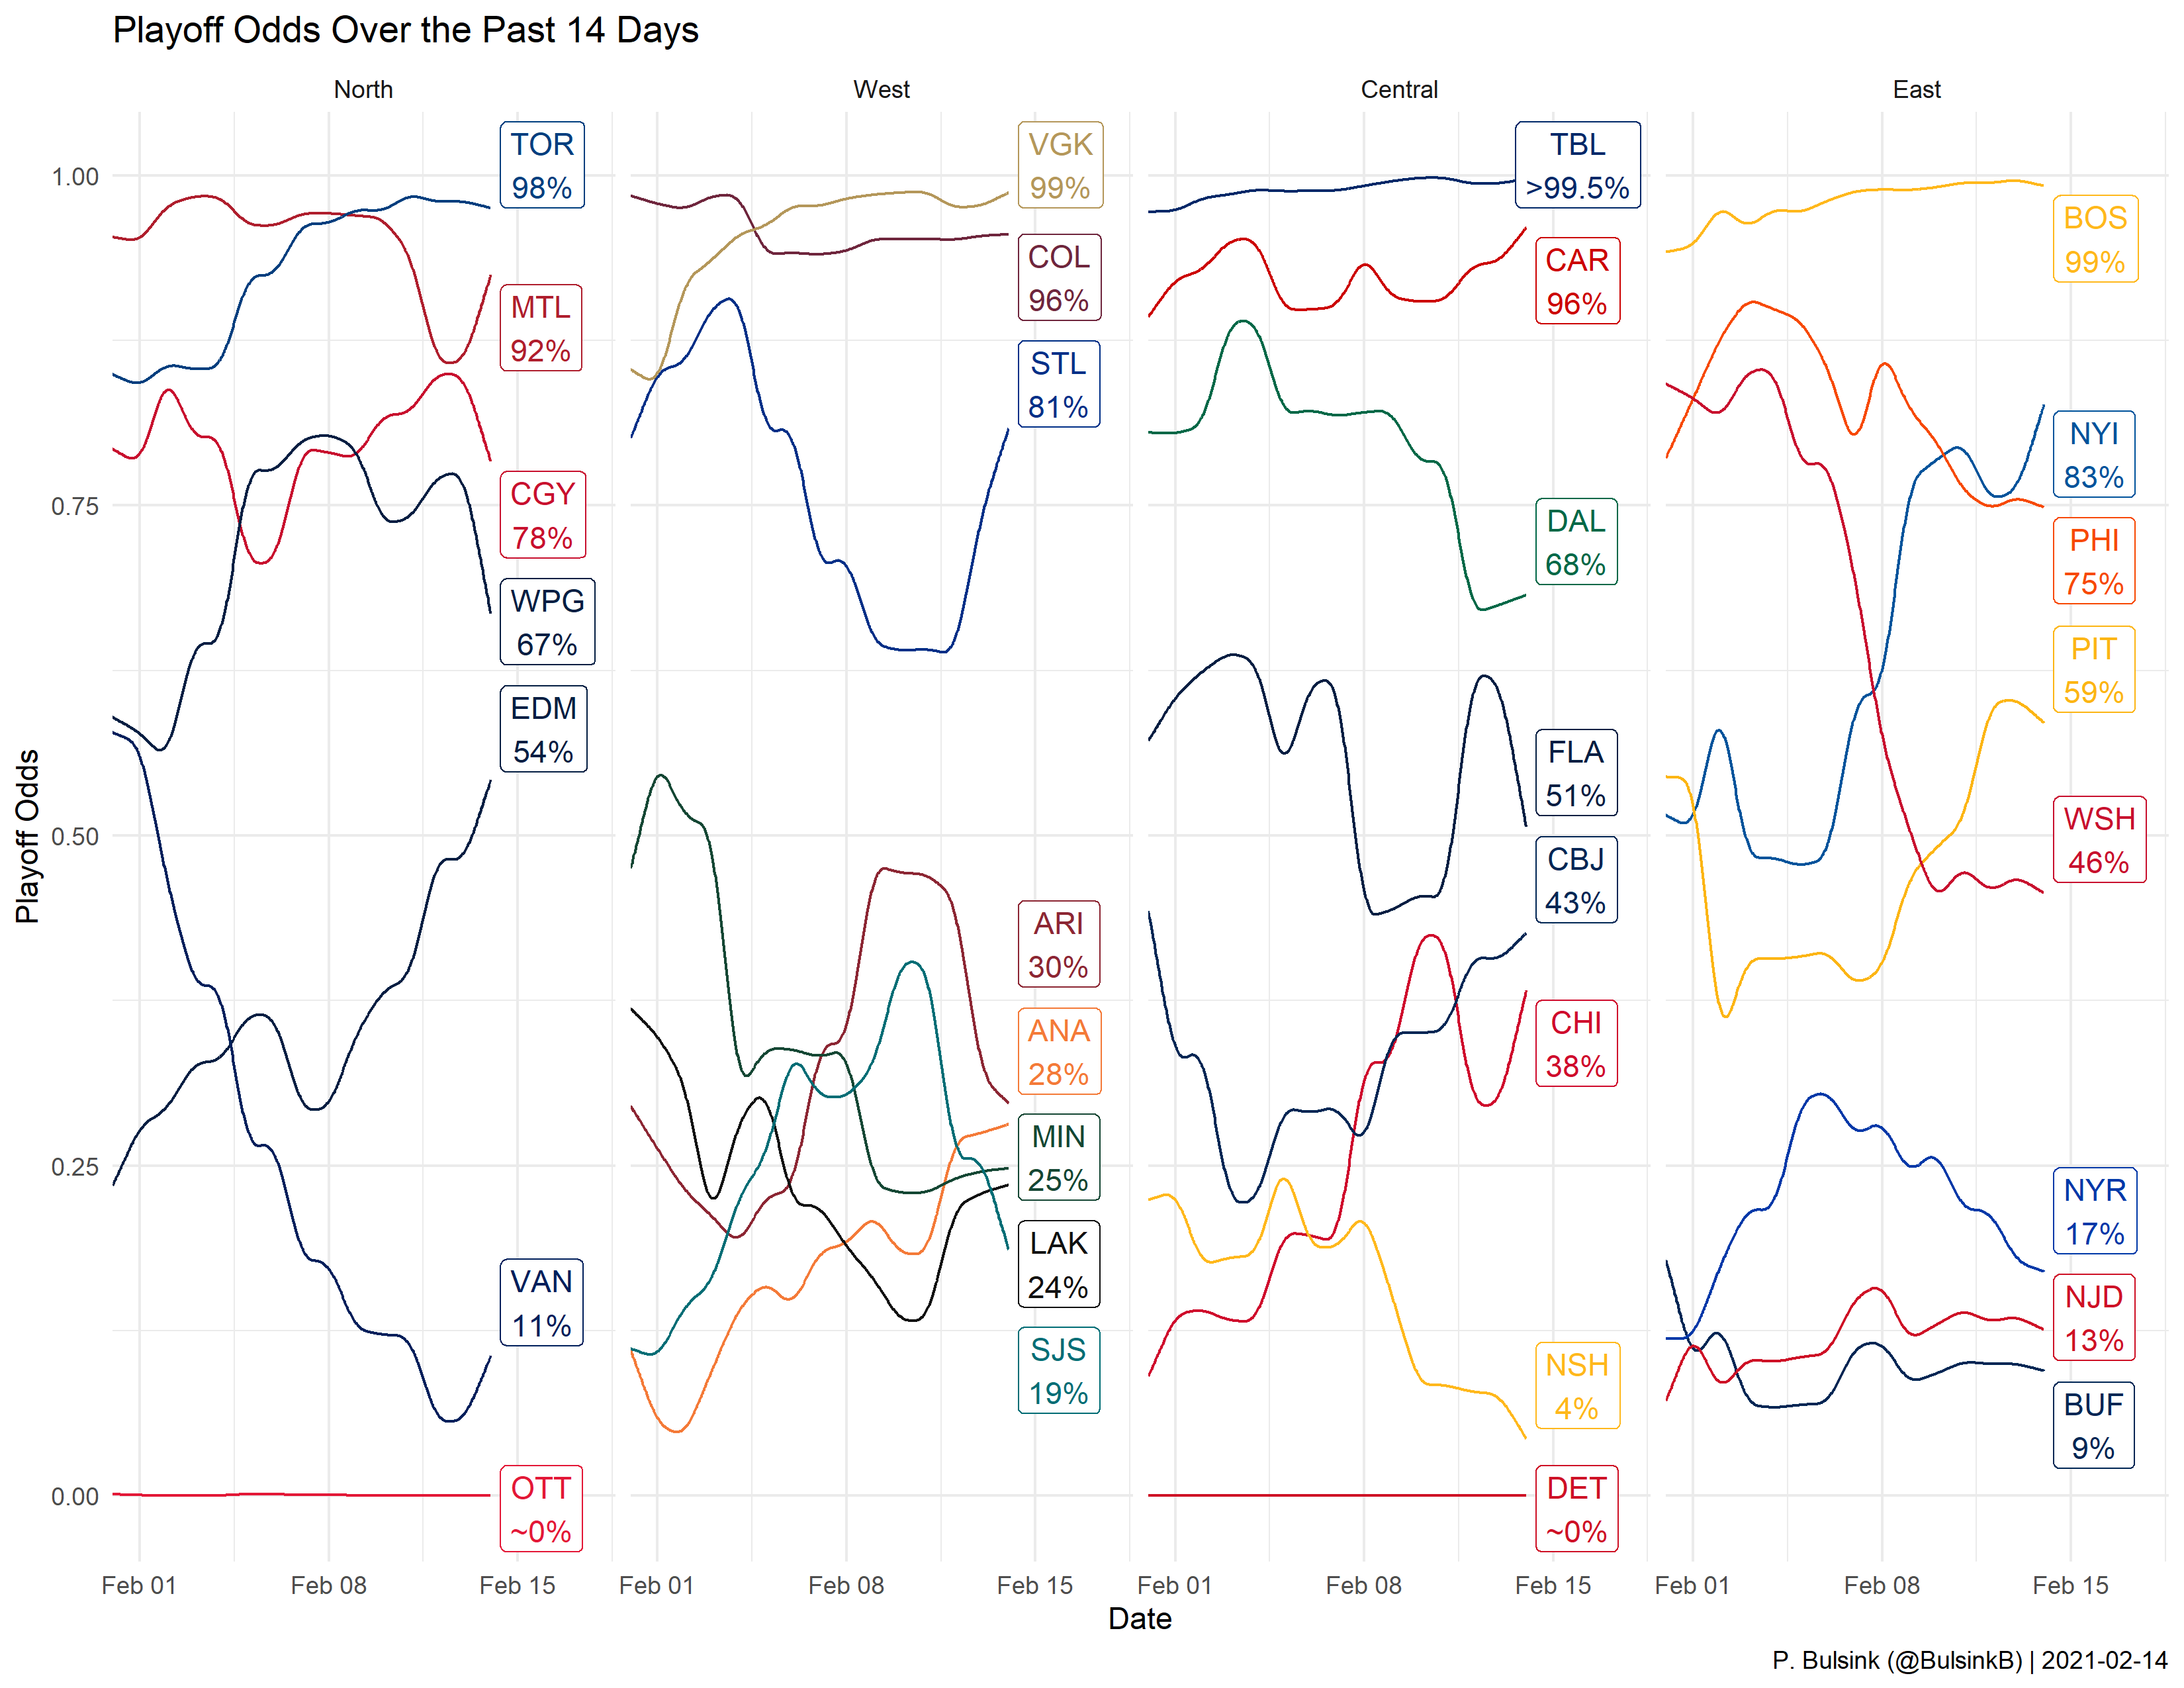 Playoff Odds Over the Past 14 Days
North
West
Central
East
Playoff Odds
1.00
0.75
0.50
0.25
0.00
TOR
98%
MTL
92%
CGY
78%
WPG
67%
EDM
54%
VAN
11%
OTT
~0%
VGK
99%
COL
96%
STL
81%
ARI
30%
ANA
28%
MIN
25%
LAK
24%
SJS
19%
TBL
>99.5%
CAR
96%
DAL
68%
FLA
51%
CBJ
43%
CHI
38%
NSH
4%
DET
~0%
BOS
99%
NYI
83%
PHI
75%
PIT
59%
WSH
46%
NYR
17%
NJD
13%
BUF
9%
Feb 01 Feb 08 Feb 15
Feb 01 Feb 08 Feb 15
Feb 01 Feb 08 Feb 15
Feb 01 Feb 08 Feb 15
Date
P. Bulsink (@BulsinkB) | 2021-02-14